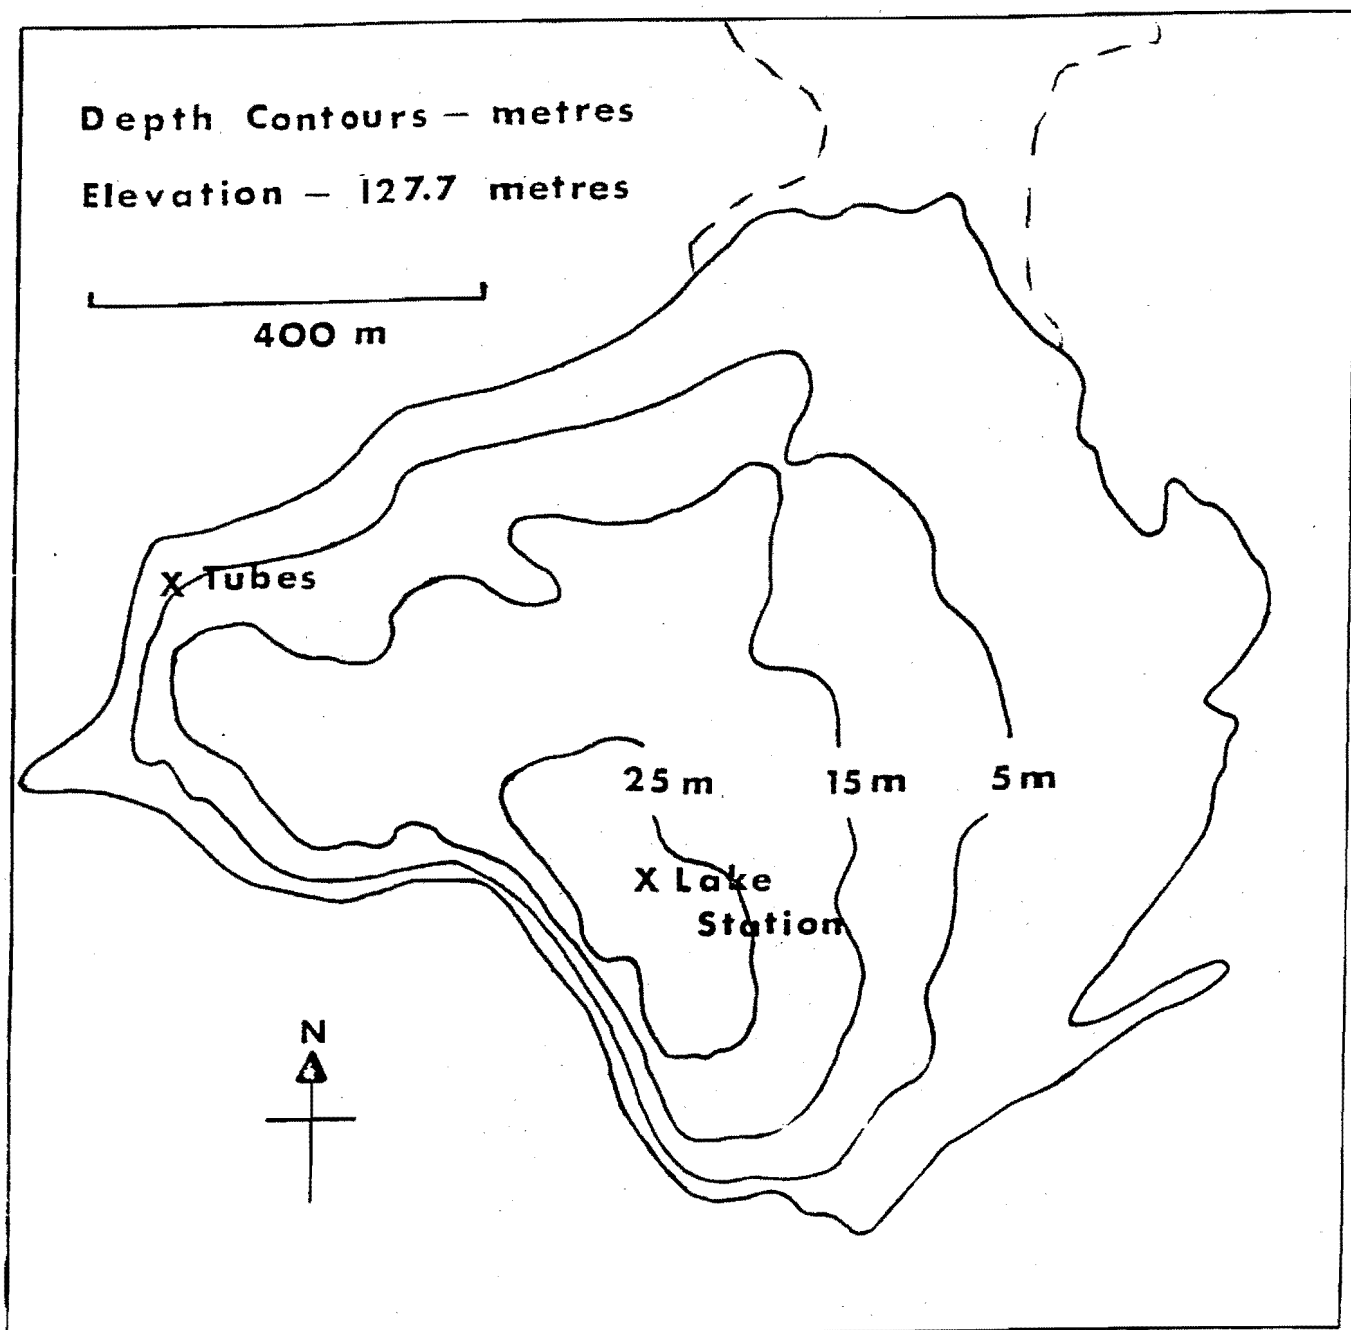 Depth Contours — metres
Elevation — 127.7 metres
400 m
X Tubes
25 m
15 m
5 m
X Lake
Station
N